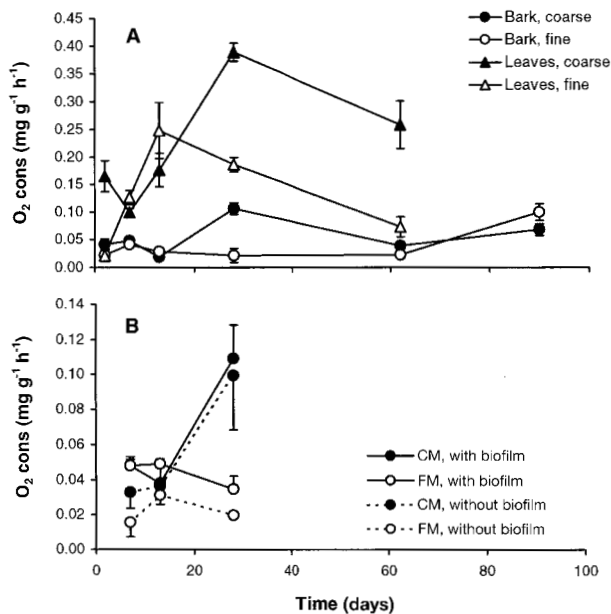 A
Bark, coarse
Bark, fine
Leaves, coarse
Leaves, fine
O₂ cons (mg g⁻¹ h⁻¹)
0.45
0.40
0.35
0.30
0.25
0.20
0.15
0.10
0.05
0.00
B
O₂ cons (mg g⁻¹ h⁻¹)
0.14
0.12
0.10
0.08
0.06
0.04
0.02
0.00
CM, with biofilm
FM, with biofilm
CM, without biofilm
FM, without biofilm
0 20 40 60 80 100
Time (days)